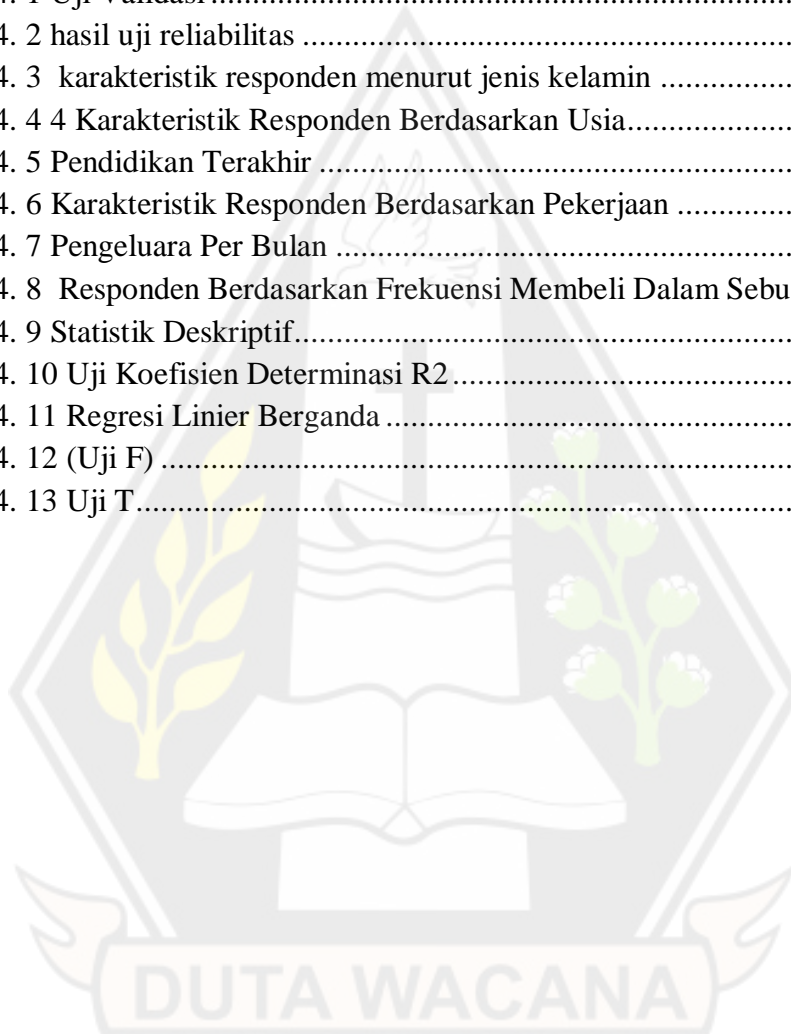 4. 1 Uji Validasi....................................................................................
4. 2 hasil uji reliabilitas ..............................................................
4. 3  karakteristik responden menurut jenis kelamin .................
4. 4 4 Karakteristik Responden Berdasarkan Usia.....................
4. 5 Pendidikan Terakhir ............................................................
4. 6 Karakteristik Responden Berdasarkan Pekerjaan ...............
4. 7 Pengeluara Per Bulan ..........................................................
4. 8  Responden Berdasarkan Frekuensi Membeli Dalam
4. 9 Statistik Deskriptif...............................................................
4. 10 Uji Koefisien Determinasi R2............................................
4. 11 Regresi Linier Berganda ....................................................
4. 12 (Uji F) ................................................................................
4. 13 Uji T...................................................................................
DUTA WACANA